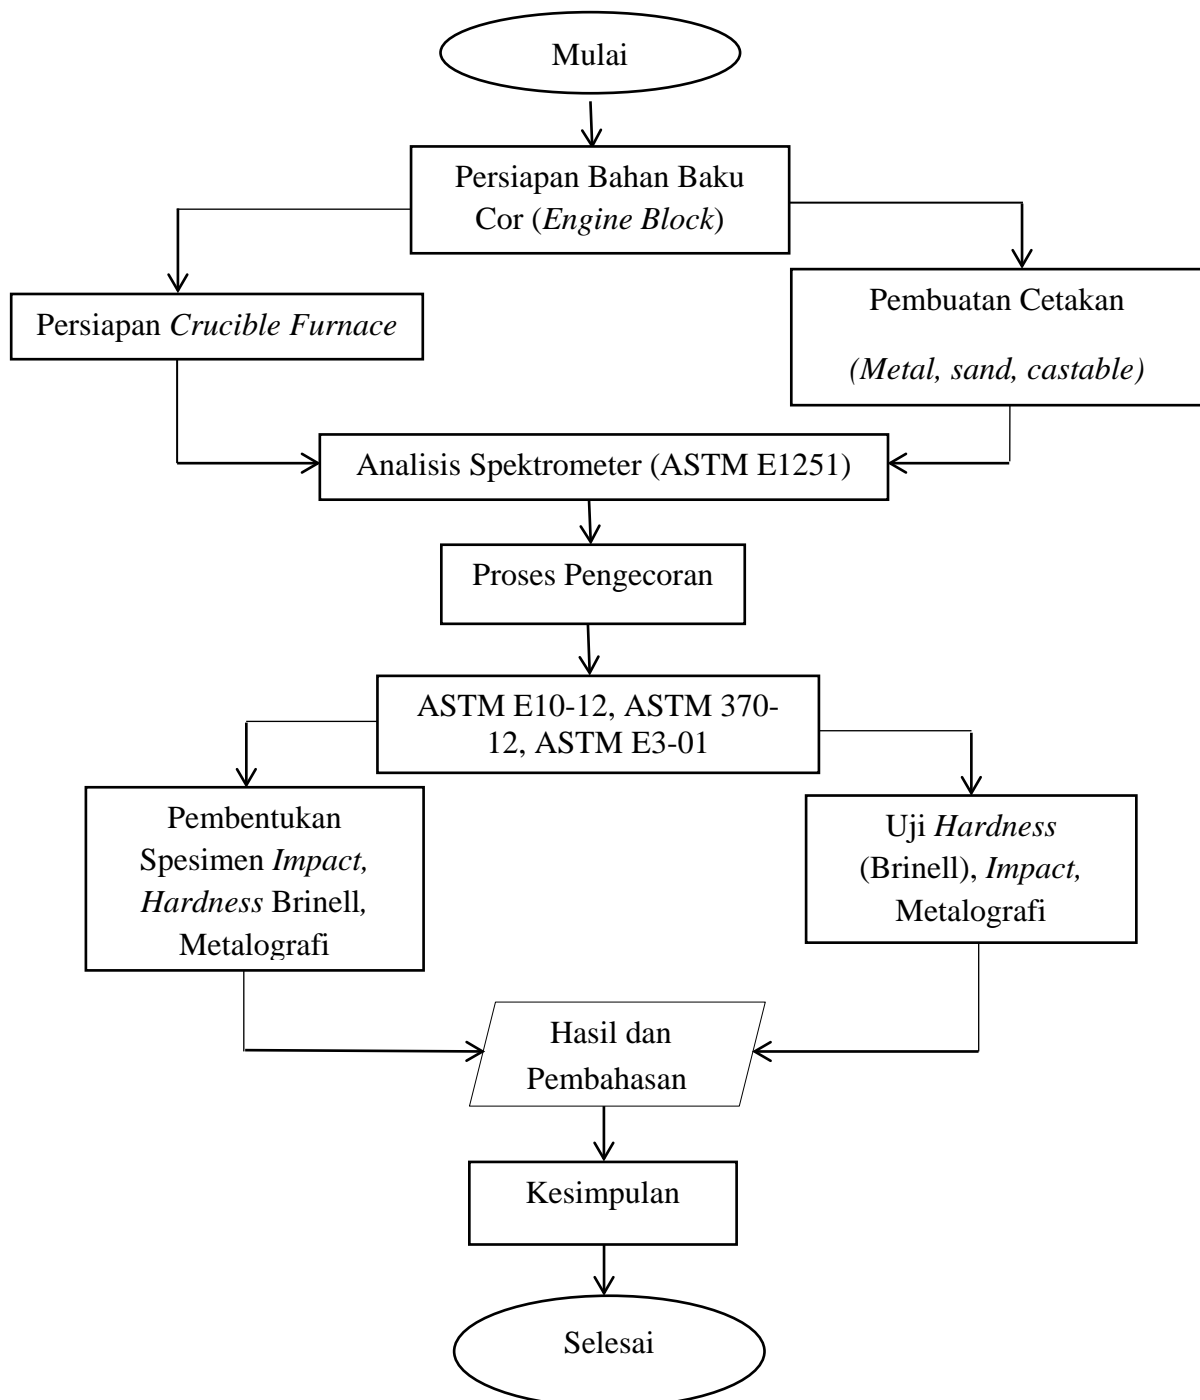 Mulai
Persiapan Bahan Baku
Cor (Engine Block)
Persiapan Crucible Furnace
Pembuatan Cetakan
(Metal, sand, castable)
Analisis Spektrometer (ASTM E1251)
Proses Pengecoran
ASTM E10-12, ASTM 370-
12, ASTM E3-01
Pembentukan
Spesimen Impact,
Hardness Brinell,
Metalografi
Uji Hardness
(Brinell), Impact,
Metalografi
Hasil dan
Pembahasan
Kesimpulan
Selesai